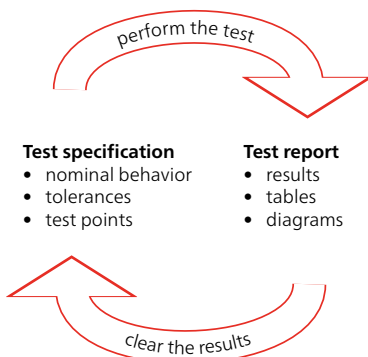 perform the test
Test specification
• nominal behavior
• tolerances
• test points
Test report
• results
• tables
• diagrams
clear the results